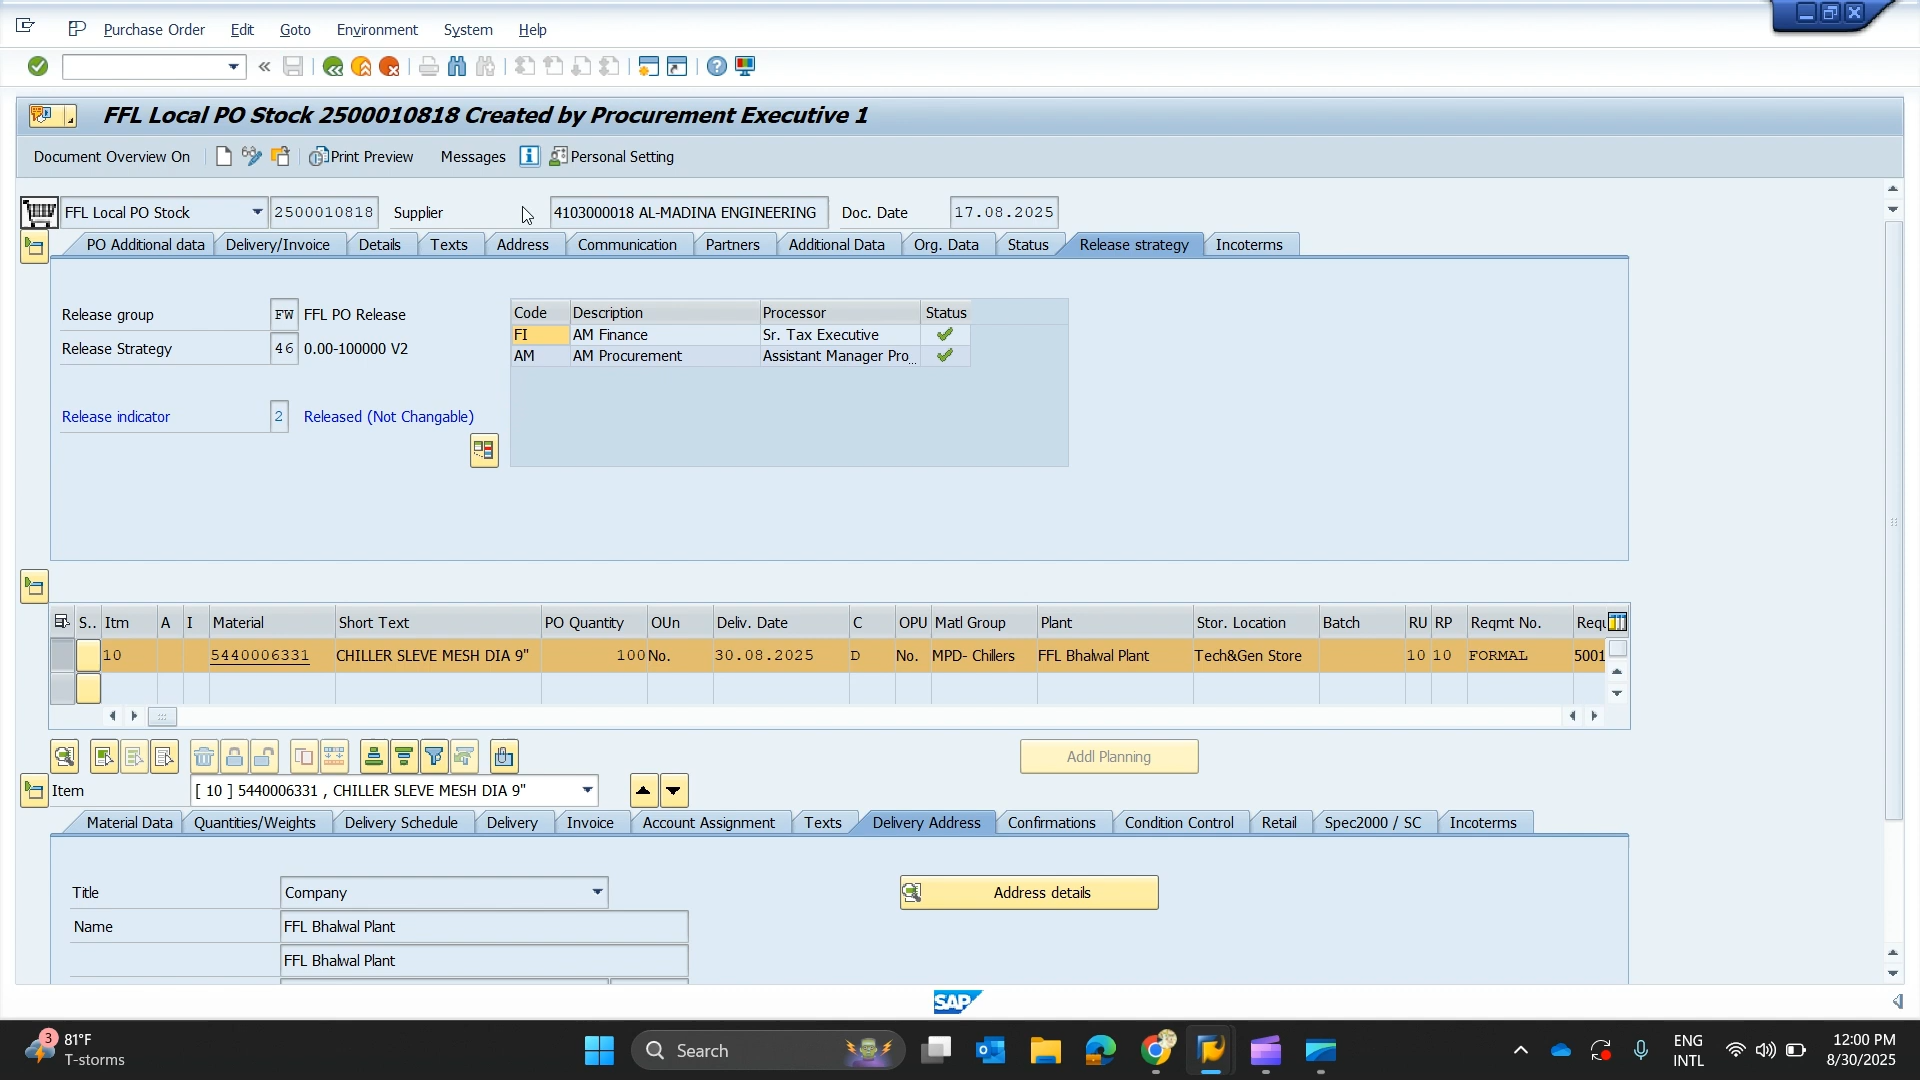 Purchase Order Edit Goto Environment System Help
FFL Local PO Stock 2500010818 Created by Procurement Executive 1
Document Overview On Print Preview Messages Personal Setting
FFL Local PO Stock 2500010818 Supplier 4103000018 AL-MADINA ENGINEERING Doc. Date 17.08.2025
PO Additional data Delivery/Invoice Details Texts Address Communication Partners Additional Data Org. Data Status Release strategy Incoterms
Code Description Processor Status
Release group FW FFL PO Release
FI AM Finance Sr. Tax Executive
Release Strategy 46 0.00-100000 V2
AM AM Procurement Assistant Manager Pro...
Release indicator 2 Released (Not Changable)
S.. Itm A I Material Short Text PO Quantity OUn Deliv. Date C OPU Matl Group Plant Stor. Location Batch RU RP Reqmt No. Requ
10 5440006331 CHILLER SLEVE MESH DIA 9" 100 No. 30.08.2025 D No. MPD- Chillers FFL Bhalwal Plant Tech&Gen Store 10 10 FORMAL 5001
Addl Planning
Item [ 10 ] 5440006331 , CHILLER SLEVE MESH DIA 9"
Material Data Quantities/Weights Delivery Schedule Delivery Invoice Account Assignment Texts Delivery Address Confirmations Condition Control Retail Spec2000 / SC Incoterms
Title Company Address details
Name FFL Bhalwal Plant
FFL Bhalwal Plant
SAP
3 81°F
T-storms
Search
ENG
INTL
12:00 PM
8/30/2025